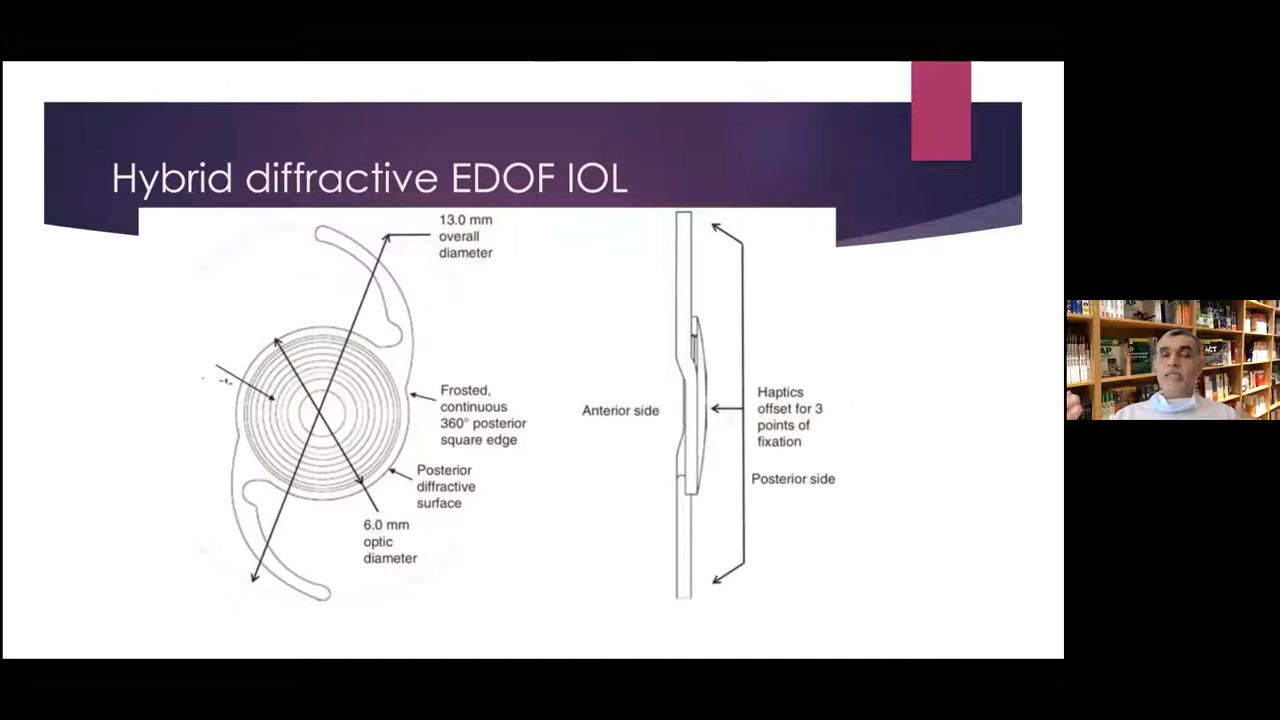 Hybrid diffractive EDOF IOL
13.0 mm
overall
diameter
Frosted,
continuous
360° posterior
square edge
Posterior
diffractive
surface
6.0 mm
optic
diameter
Anterior side
Haptics
offset for 3
points of
fixation
Posterior side
ACT